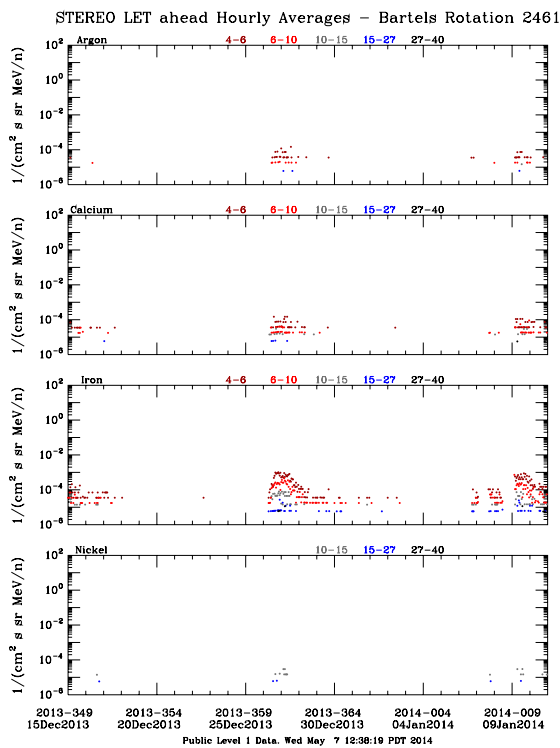 STEREO LET ahead Hourly Averages - Bartels Rotation 2461
Argon 4-6 6-10 10-15 15-27 27-40
10² 10⁰ 10⁻² 10⁻⁴ 10⁻⁶
1/(cm² s sr MeV/n)
Calcium 4-6 6-10 10-15 15-27 27-40
10² 10⁰ 10⁻² 10⁻⁴ 10⁻⁶
1/(cm² s sr MeV/n)
Iron 4-6 6-10 10-15 15-27 27-40
10² 10⁰ 10⁻² 10⁻⁴ 10⁻⁶
1/(cm² s sr MeV/n)
Nickel 10-15 15-27 27-40
10² 10⁰ 10⁻² 10⁻⁴ 10⁻⁶
1/(cm² s sr MeV/n)
2013-349 2013-354 2013-359 2013-364 2014-004 2014-009
15Dec2013 20Dec2013 25Dec2013 30Dec2013 04Jan2014 09Jan2014
Public Level 1 Data. Wed May 7 12:38:19 PDT 2014